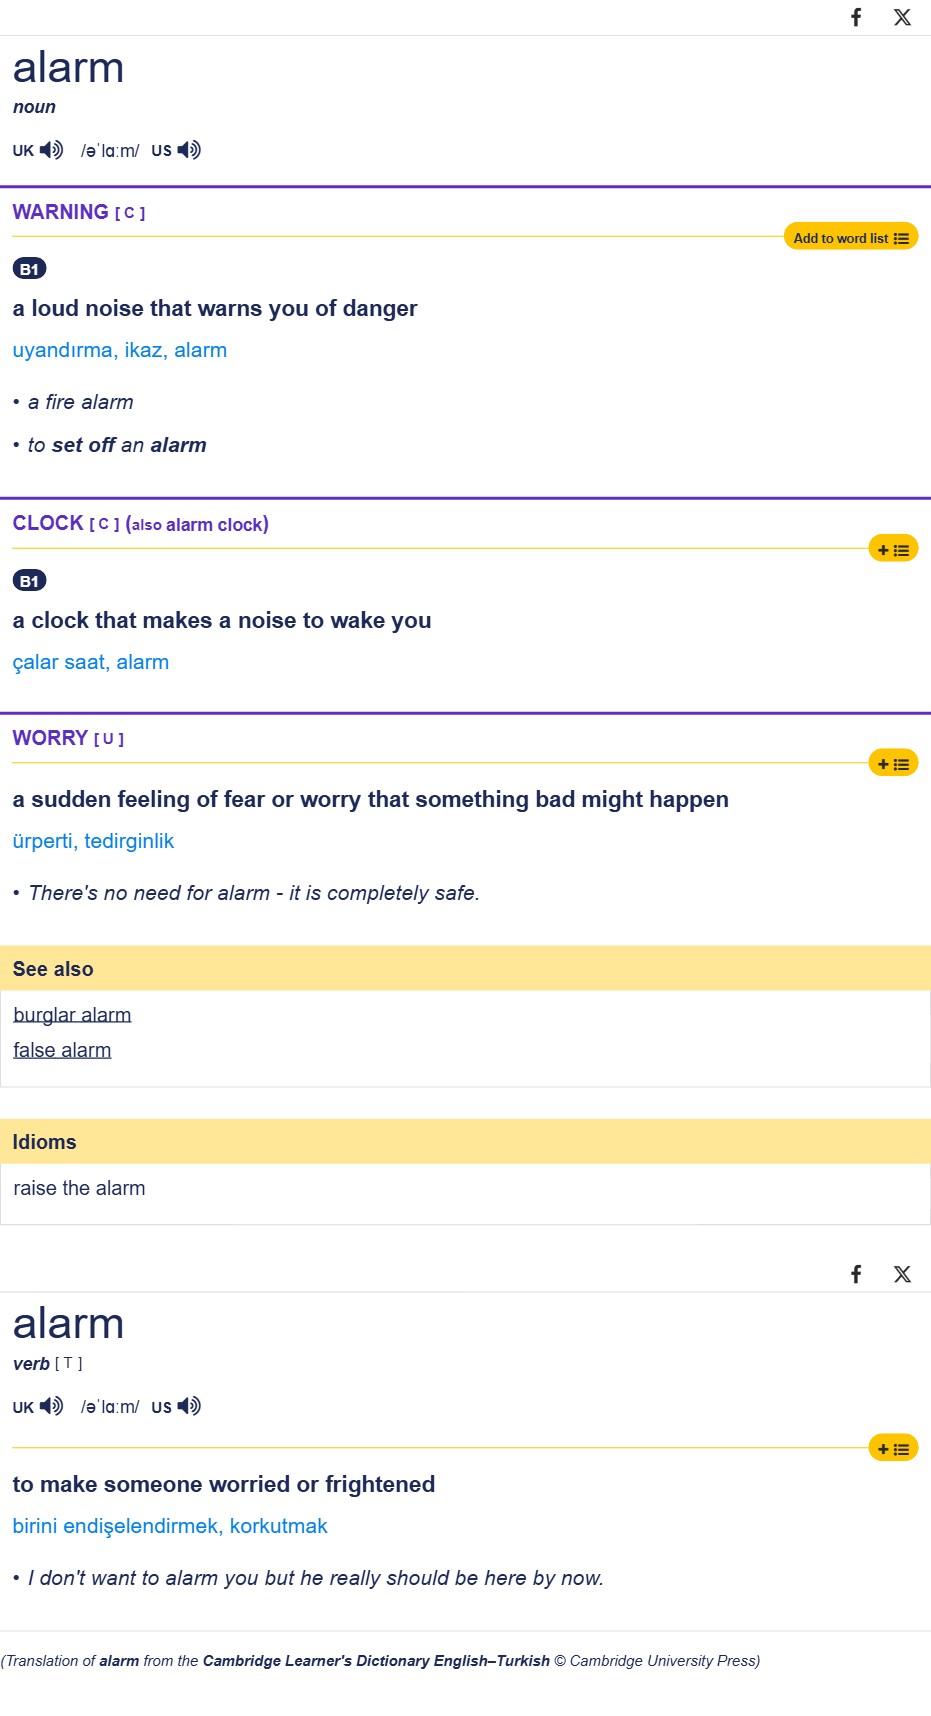 alarm
noun
UK /əˈlɑːm/ US
WARNING [ C ]
Add to word list
B1
a loud noise that warns you of danger
uyandırma, ikaz, alarm
• a fire alarm
• to set off an alarm
CLOCK [ C ] (also alarm clock)
B1
a clock that makes a noise to wake you
çalar saat, alarm
WORRY [ U ]
a sudden feeling of fear or worry that something bad might happen
ürperti, tedirginlik
• There's no need for alarm - it is completely safe.
See also
burglar alarm
false alarm
Idioms
raise the alarm
alarm
verb [ T ]
UK /əˈlɑːm/ US
to make someone worried or frightened
birini endişelendirmek, korkutmak
• I don't want to alarm you but he really should be here by now.
(Translation of alarm from the Cambridge Learner's Dictionary English–Turkish © Cambridge University Press)